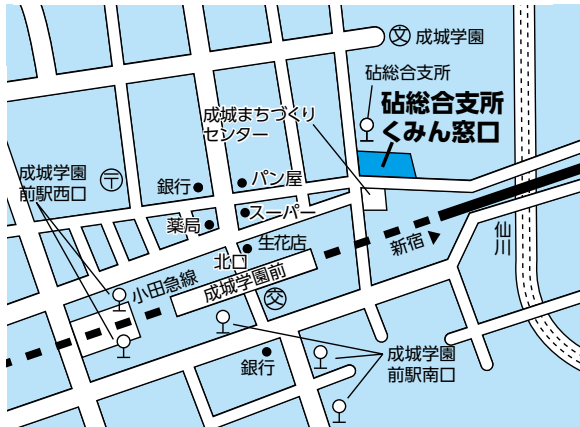 成城学園
砧総合支所
砧総合支所
くみん窓口
成城まちづくり
センター
成城学園
前駅西口
銀行
パン屋
スーパー
薬局
生花店
北口
新宿
仙川
小田急線
成城学園前
成城学園
前駅南口
銀行
文
〒
交